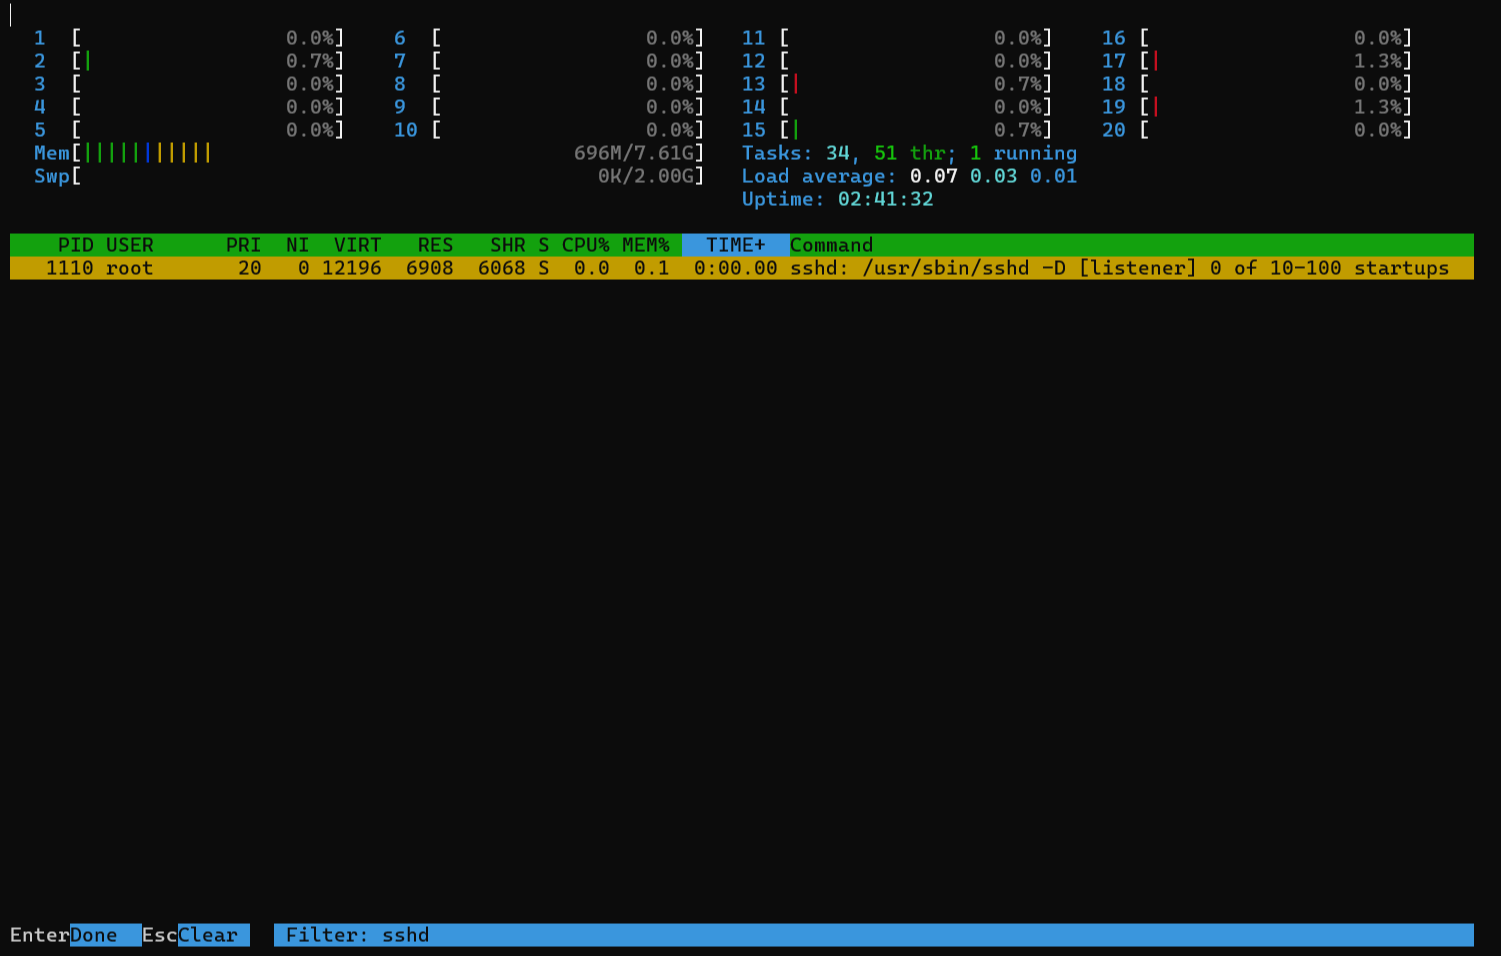 1 [ 0.0%] 6 [ 0.0%] 11 [ 0.0%] 16 [ 0.0%]
2 [| 0.7%] 7 [ 0.0%] 12 [ 0.0%] 17 [| 1.3%]
3 [ 0.0%] 8 [ 0.0%] 13 [| 0.7%] 18 [ 0.0%]
4 [ 0.0%] 9 [ 0.0%] 14 [ 0.0%] 19 [| 1.3%]
5 [ 0.0%] 10 [ 0.0%] 15 [| 0.7%] 20 [ 0.0%]
Mem[||||||||||| 696M/7.61G] Tasks: 34, 51 thr; 1 running
Swp[ 0K/2.00G] Load average: 0.07 0.03 0.01
Uptime: 02:41:32
PID USER PRI NI VIRT RES SHR S CPU% MEM% TIME+ Command
1110 root 20 0 12196 6908 6068 S 0.0 0.1 0:00.00 sshd: /usr/sbin/sshd -D [listener] 0 of 10-100 startups
EnterDone EscClear Filter: sshd